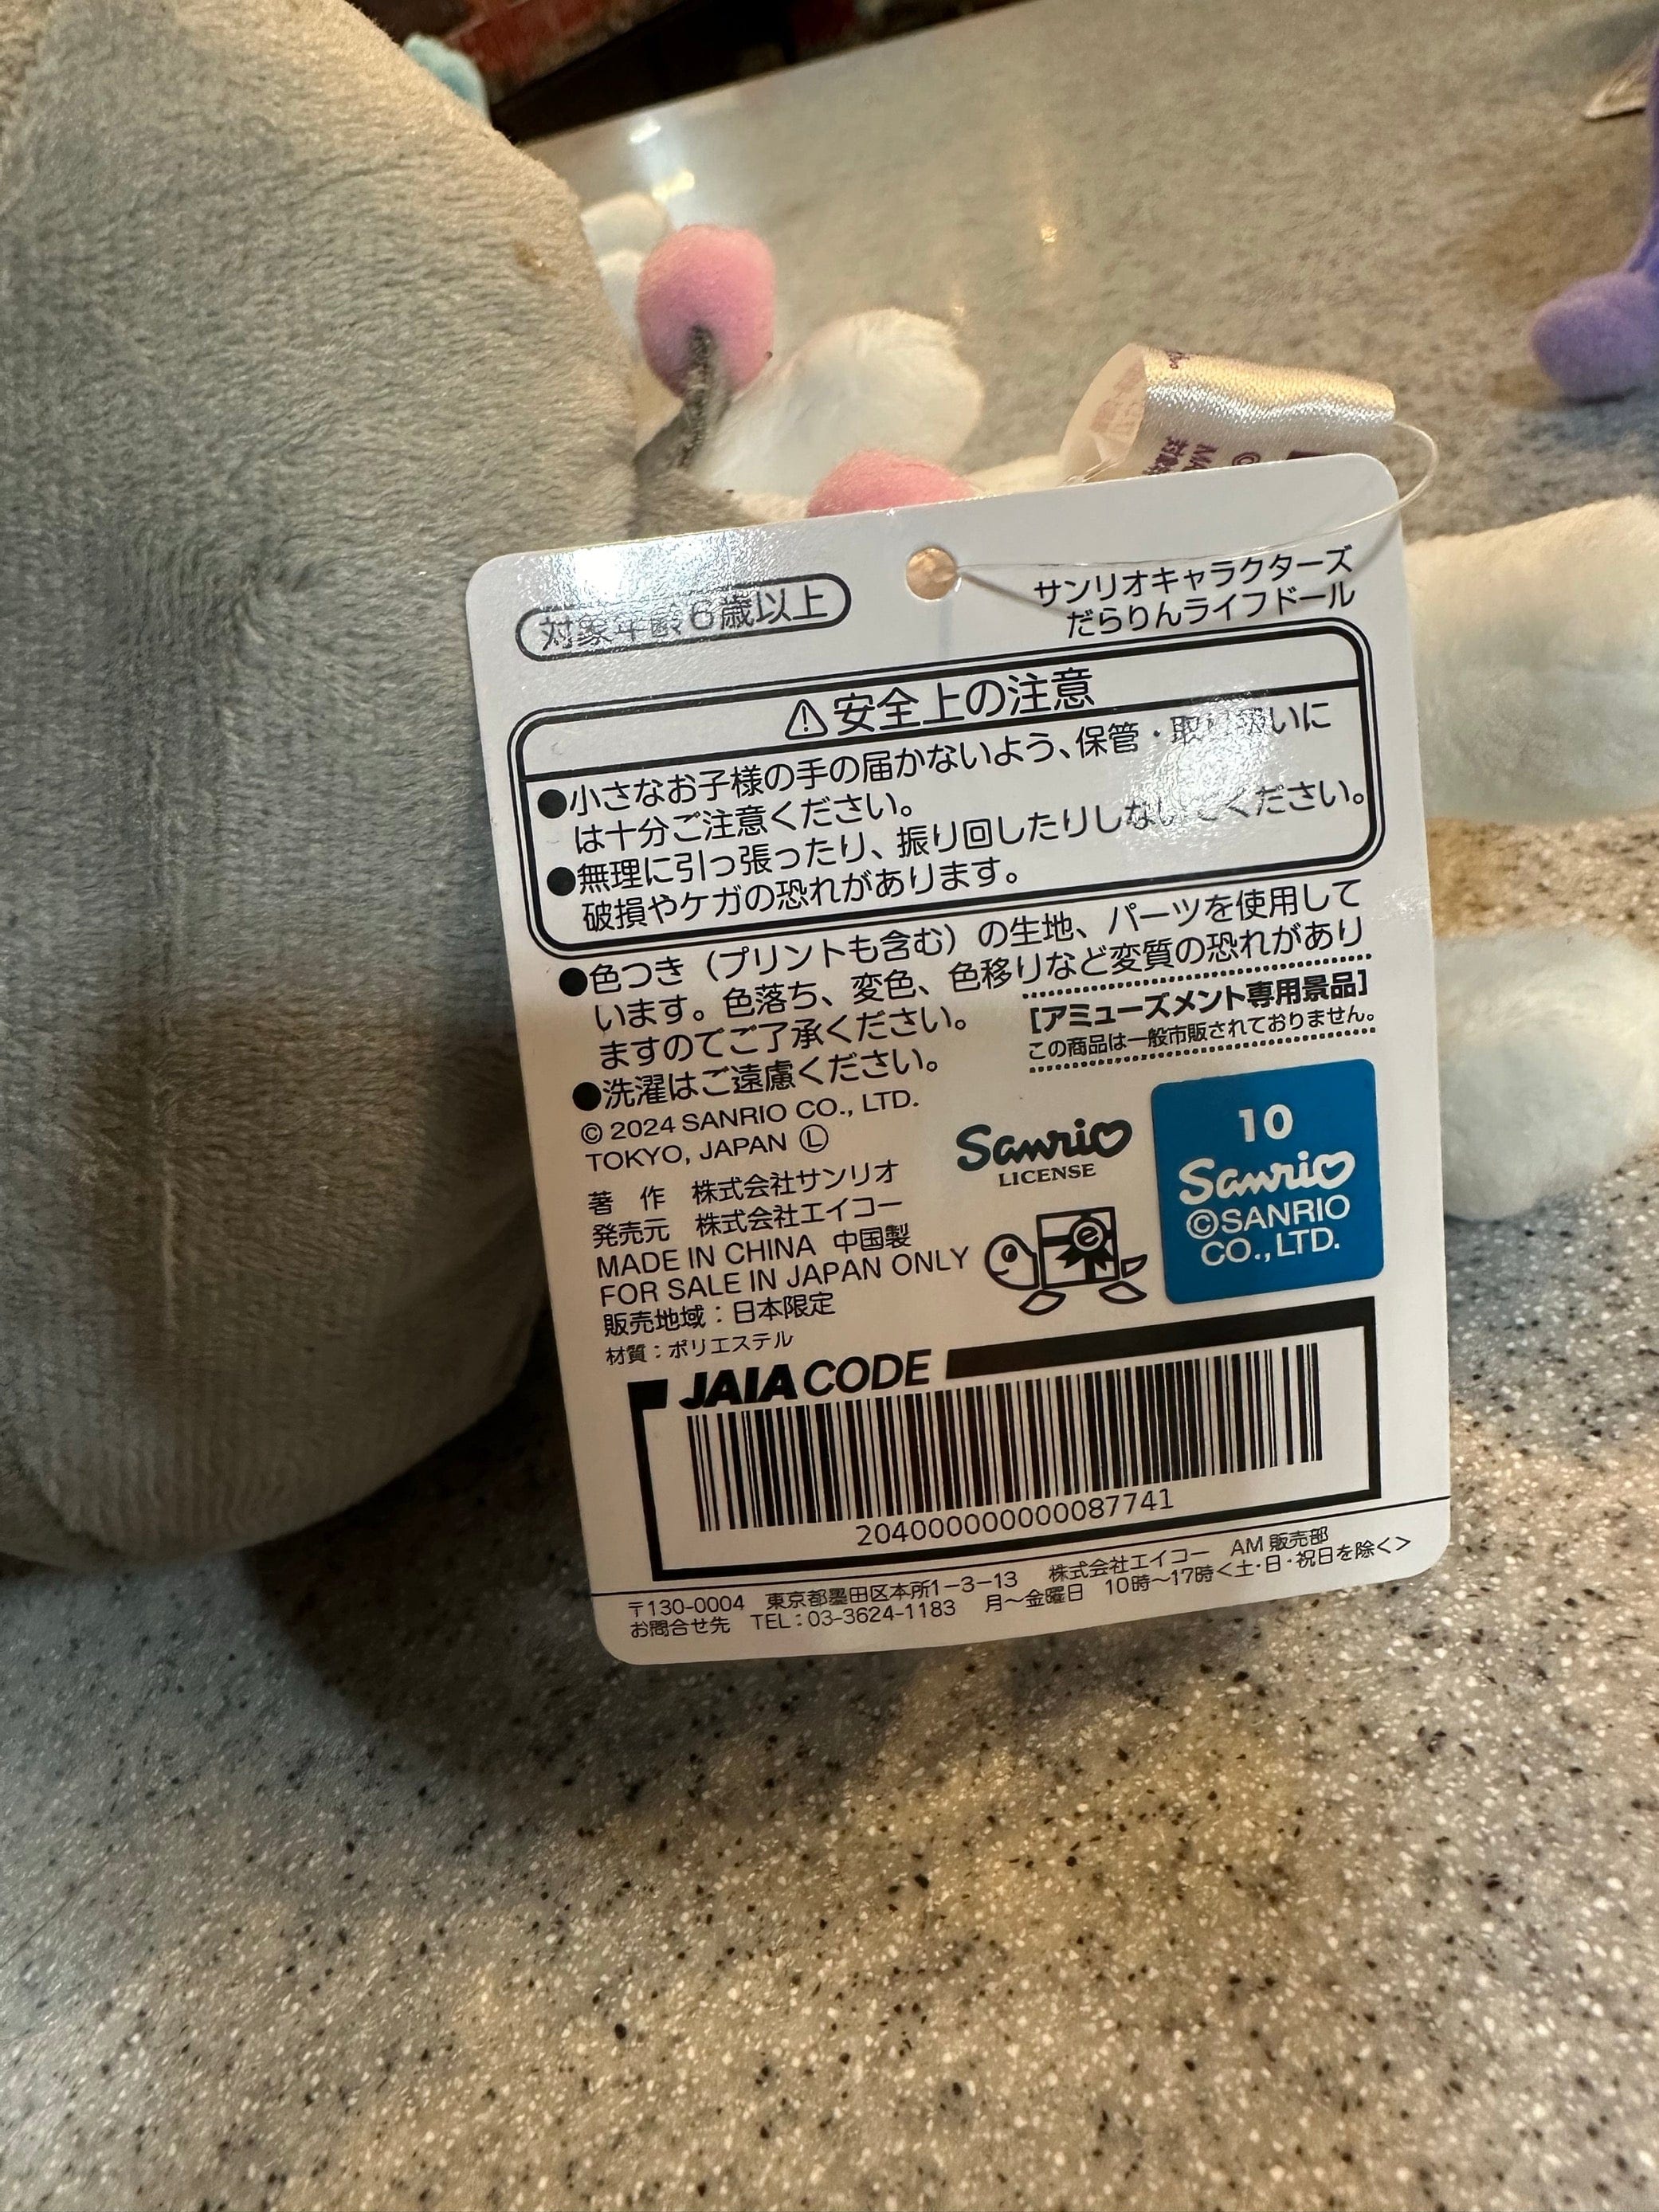 対象年齢6歳以上
サンリオキャラクターズ
だらりんライフドール
⚠安全上の注意
●小さなお子様の手の届かないよう、保管・取り扱いに
は十分ご注意ください。
●無理に引っ張ったり、振り回したりしないでください。
破損やケガの恐れがあります。
●色つき（プリントも含む）の生地、パーツを使用して
います。色落ち、変色、色移りなど変質の恐れがあり
ますのでご了承ください。
●洗濯はご遠慮ください。
[アミューズメント専用景品]
この商品は一般市販されておりません。
© 2024 SANRIO CO., LTD.
TOKYO, JAPAN Ⓛ
著 作 株式会社サンリオ
発売元 株式会社エイコー
MADE IN CHINA 中国製
FOR SALE IN JAPAN ONLY
販売地域：日本限定
材質：ポリエステル
Sanrio
LICENSE
e
10
Sanrio
©SANRIO
CO.,LTD.
JAIA CODE
20400000000087741
〒130-0004 東京都墨田区本所1-3-13 株式会社エイコー AM 販売部
お問合せ先 TEL：03-3624-1183 月〜金曜日 10時〜17時<土・日・祝日を除く>